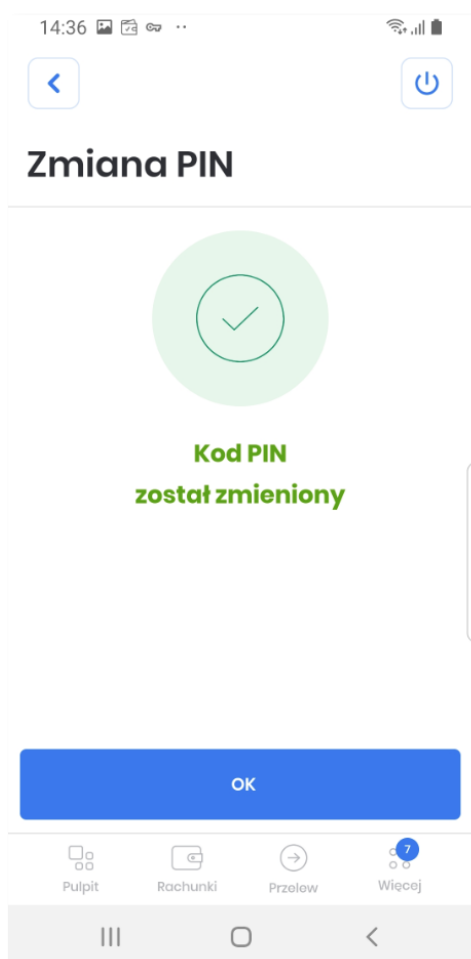 14:36
Zmiana PIN
Kod PIN
został zmieniony
OK
7
Pulpit
Rachunki
Przelew
Więcej